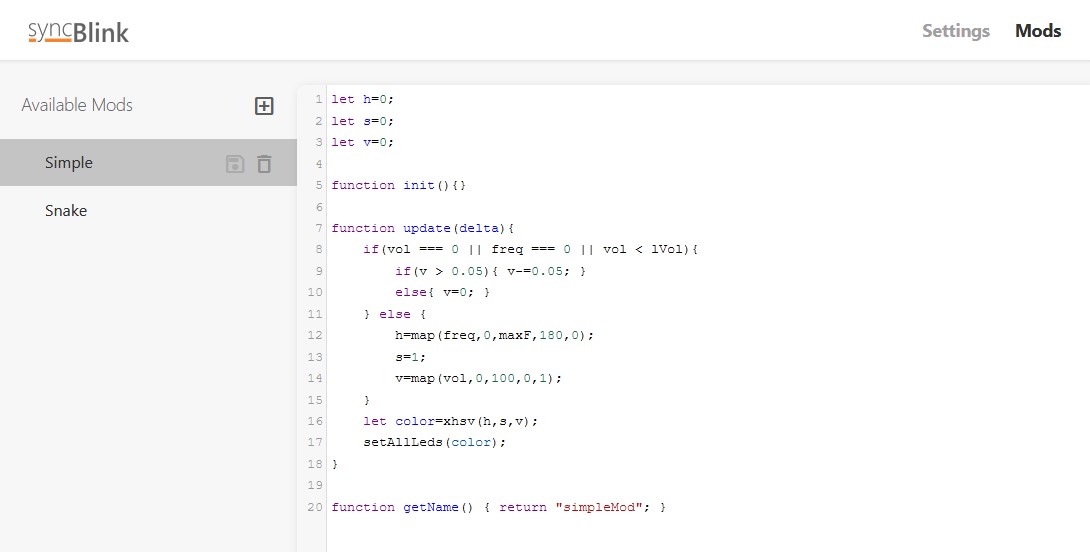 syncBlink
Settings Mods
Available Mods
Simple
Snake
1 let h=0;
2 let s=0;
3 let v=0;
4
5 function init(){}
6
7 function update(delta){
8     if(vol === 0 || freq === 0 || vol < lVol){
9         if(v > 0.05){ v-=0.05; }
10         else{ v=0; }
11     } else {
12         h=map(freq,0,maxF,180,0);
13         s=1;
14         v=map(vol,0,100,0,1);
15     }
16     let color=xhsv(h,s,v);
17     setAllLeds(color);
18 }
19
20 function getName() { return "simpleMod"; }